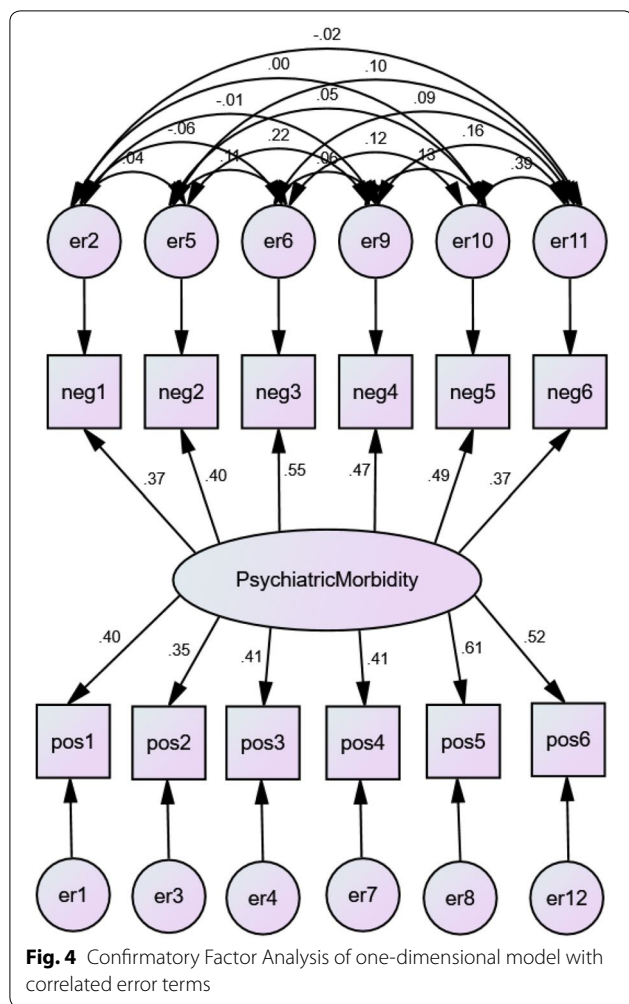 -.02
.00 .10
-.01 .05 .09
-.06 .22 .12 .16
.04 .11 .06 .13 .39
er2 er5 er6 er9 er10 er11
neg1 neg2 neg3 neg4 neg5 neg6
.37 .40 .55 .47 .49 .37
PsychiatricMorbidity
.40 .35 .41 .41 .61 .52
pos1 pos2 pos3 pos4 pos5 pos6
er1 er3 er4 er7 er8 er12
Fig. 4 Confirmatory Factor Analysis of one-dimensional model with
correlated error terms